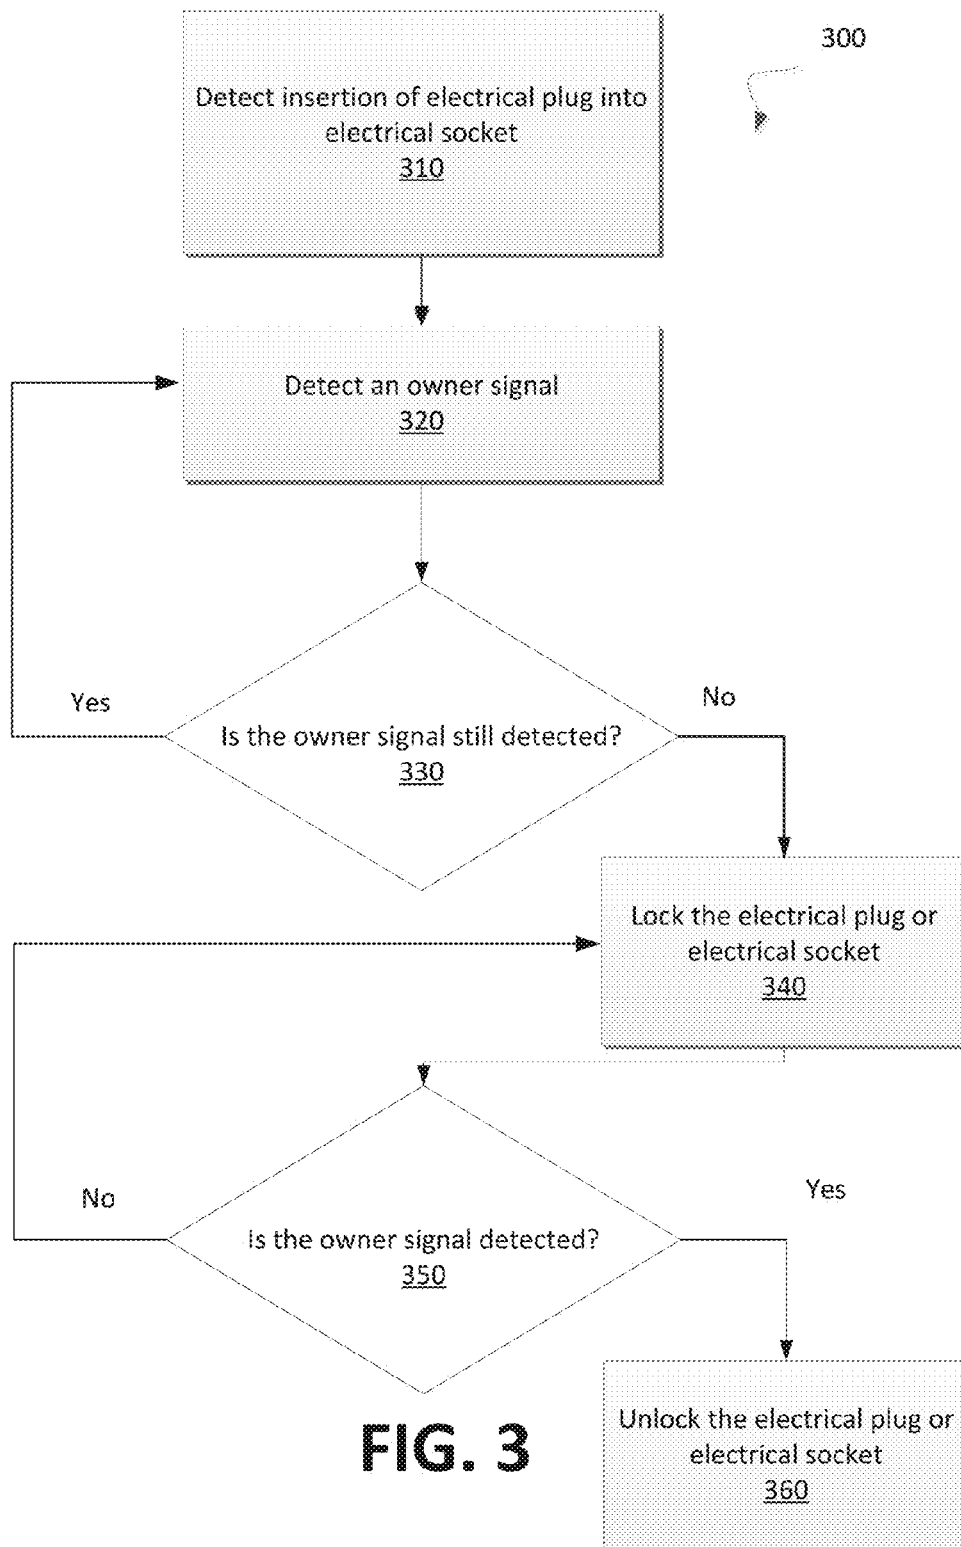 300
Detect insertion of electrical plug into
electrical socket
310
Detect an owner signal
320
Yes
No
Is the owner signal still detected?
330
Lock the electrical plug or
electrical socket
340
No
Yes
Is the owner signal detected?
350
Unlock the electrical plug or
electrical socket
360
FIG. 3